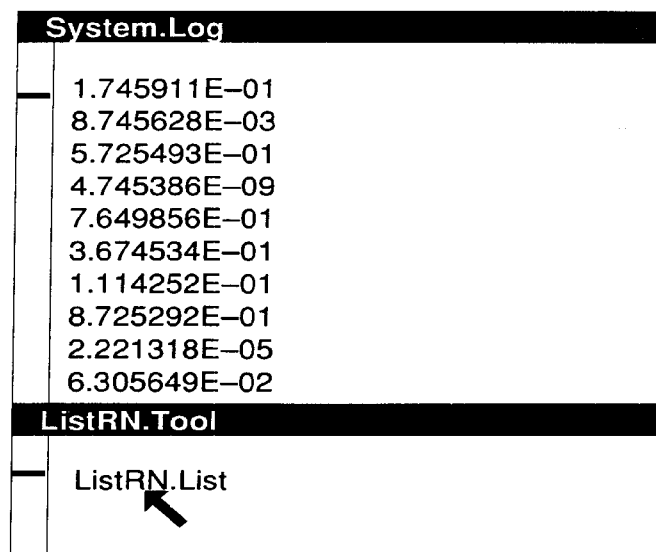 System.Log
1.745911E–01
8.745628E–03
5.725493E–01
4.745386E–09
7.649856E–01
3.674534E–01
1.114252E–01
8.725292E–01
2.221318E–05
6.305649E–02
ListRN.Tool
ListRN.List